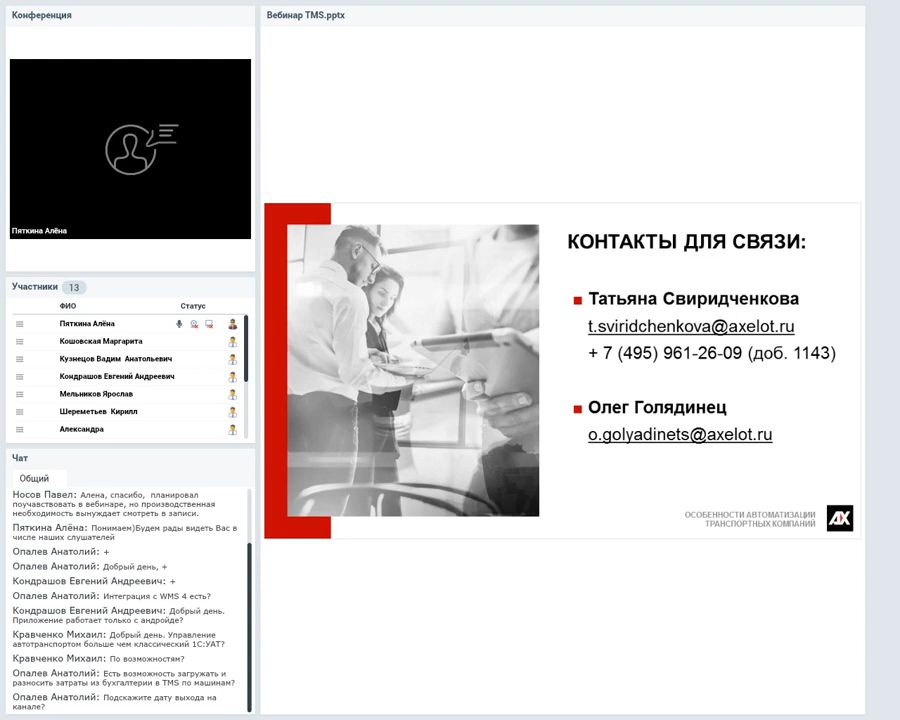 Конференция
Пяткина Алёна
Участники 13
ФИО Статус
Пяткина Алёна
Кошовская Маргарита
Кузнецов Вадим Анатольевич
Кондрашов Евгений Андреевич
Мельников Ярослав
Шереметьев Кирилл
Александра
Чат
Общий
Носов Павел: Алена, спасибо, планировал
поучавствовать в вебинаре, но производственная
необходимость вынуждает смотреть в записи.
Пяткина Алёна: Понимаем)Будем рады видеть Вас в
числе наших слушателей
Опалев Анатолий: +
Опалев Анатолий: Добрый день, +
Кондрашов Евгений Андреевич: +
Опалев Анатолий: Интеграция с WMS 4 есть?
Кондрашов Евгений Андреевич: Добрый день.
Приложение работает только с андройде?
Кравченко Михаил: Добрый день. Управление
автотранспортом больше чем классический 1С:УАТ?
Кравченко Михаил: По возможностям?
Опалев Анатолий: Есть возможность загружать и
разносить затраты из бухгалтерии в TMS по машинам?
Опалев Анатолий: Подскажите дату выхода на
канале?
Вебинар TMS.pptx
КОНТАКТЫ ДЛЯ СВЯЗИ:
Татьяна Свиридченкова
t.sviridchenkova@axelot.ru
+ 7 (495) 961-26-09 (доб. 1143)
Олег Голядинец
o.golyadinets@axelot.ru
ОСОБЕННОСТИ АВТОМАТИЗАЦИИ
ТРАНСПОРТНЫХ КОМПАНИЙ
AX